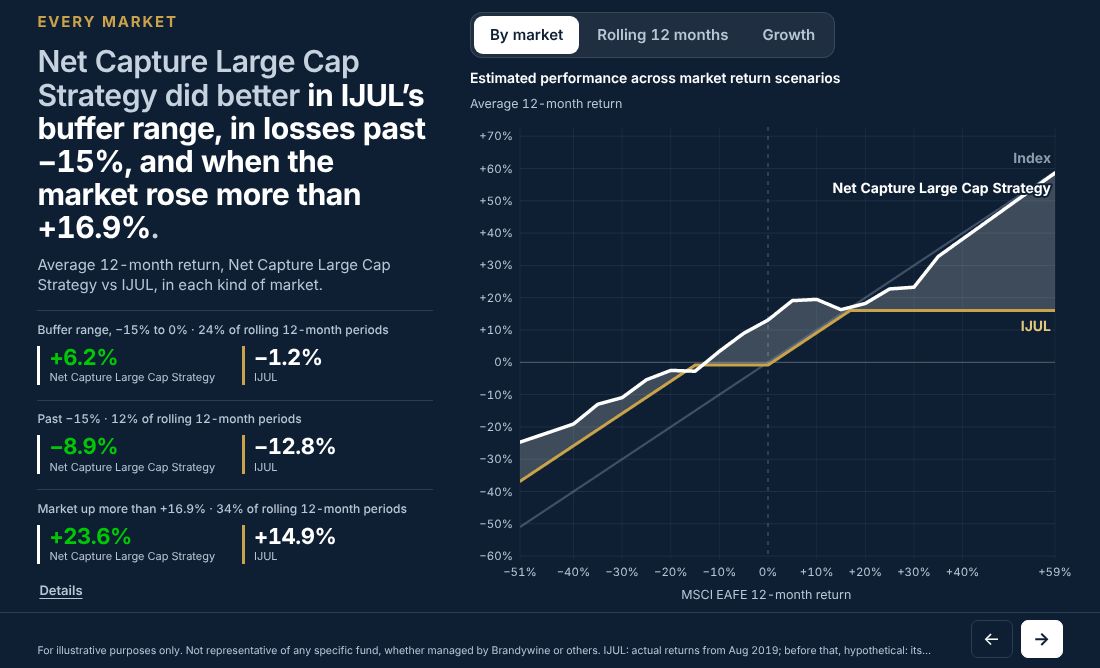 EVERY MARKET
Net Capture Large Cap
Strategy did better in IJUL’s
buffer range, in losses past
−15%, and when the
market rose more than
+16.9%.
Average 12-month return, Net Capture Large Cap
Strategy vs IJUL, in each kind of market.
Buffer range, −15% to 0% · 24% of rolling 12-month periods
+6.2%
Net Capture Large Cap Strategy
−1.2%
IJUL
Past −15% · 12% of rolling 12-month periods
−8.9%
Net Capture Large Cap Strategy
−12.8%
IJUL
Market up more than +16.9% · 34% of rolling 12-month periods
+23.6%
Net Capture Large Cap Strategy
+14.9%
IJUL
Details
By market
Rolling 12 months
Growth
Estimated performance across market return scenarios
Average 12-month return
+70%
+60%
+50%
+40%
+30%
+20%
+10%
0%
−10%
−20%
−30%
−40%
−50%
−60%
Index
Net Capture Large Cap Strategy
IJUL
−51%
−40%
−30%
−20%
−10%
0%
+10%
+20%
+30%
+40%
+59%
MSCI EAFE 12-month return
For illustrative purposes only. Not representative of any specific fund, whether managed by Brandywine or others. IJUL: actual returns from Aug 2019; before that, hypothetical: its...